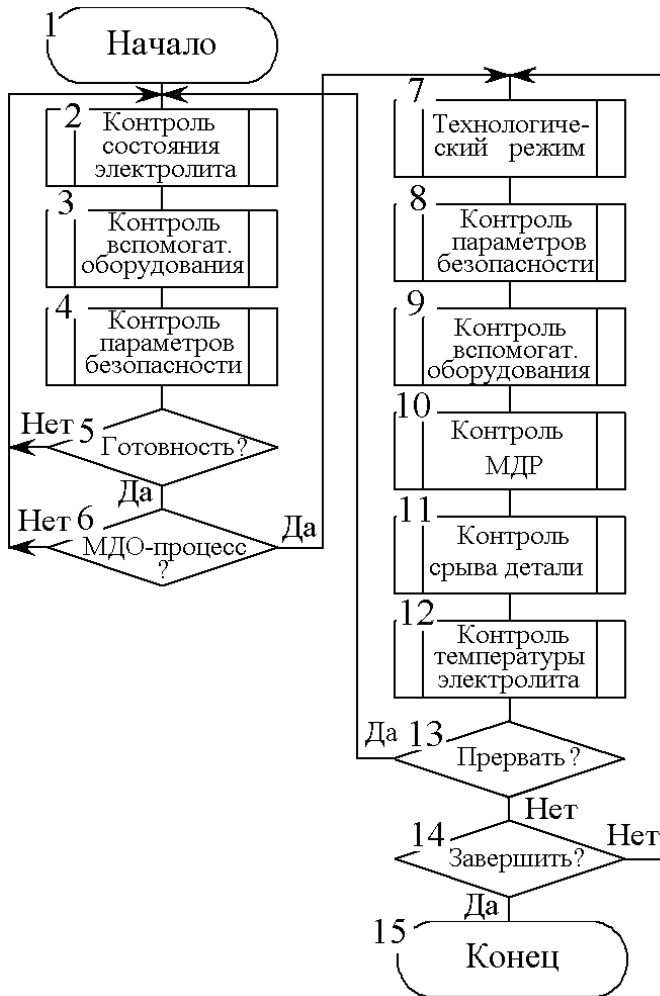 1
Начало
2
Контроль
состояния
электролита
3
Контроль
вспомогат.
оборудования
4
Контроль
параметров
безопасности
Нет 5
Готовность?
Да
Нет 6
МДО-процесс
?
Да
7
Технологиче-
ский режим
8
Контроль
параметров
безопасности
9
Контроль
вспомогат.
оборудования
10
Контроль
МДР
11
Контроль
срыва детали
12
Контроль
температуры
электролита
Да 13
Прервать?
Нет
14
Завершить?
Нет
Да
15
Конец